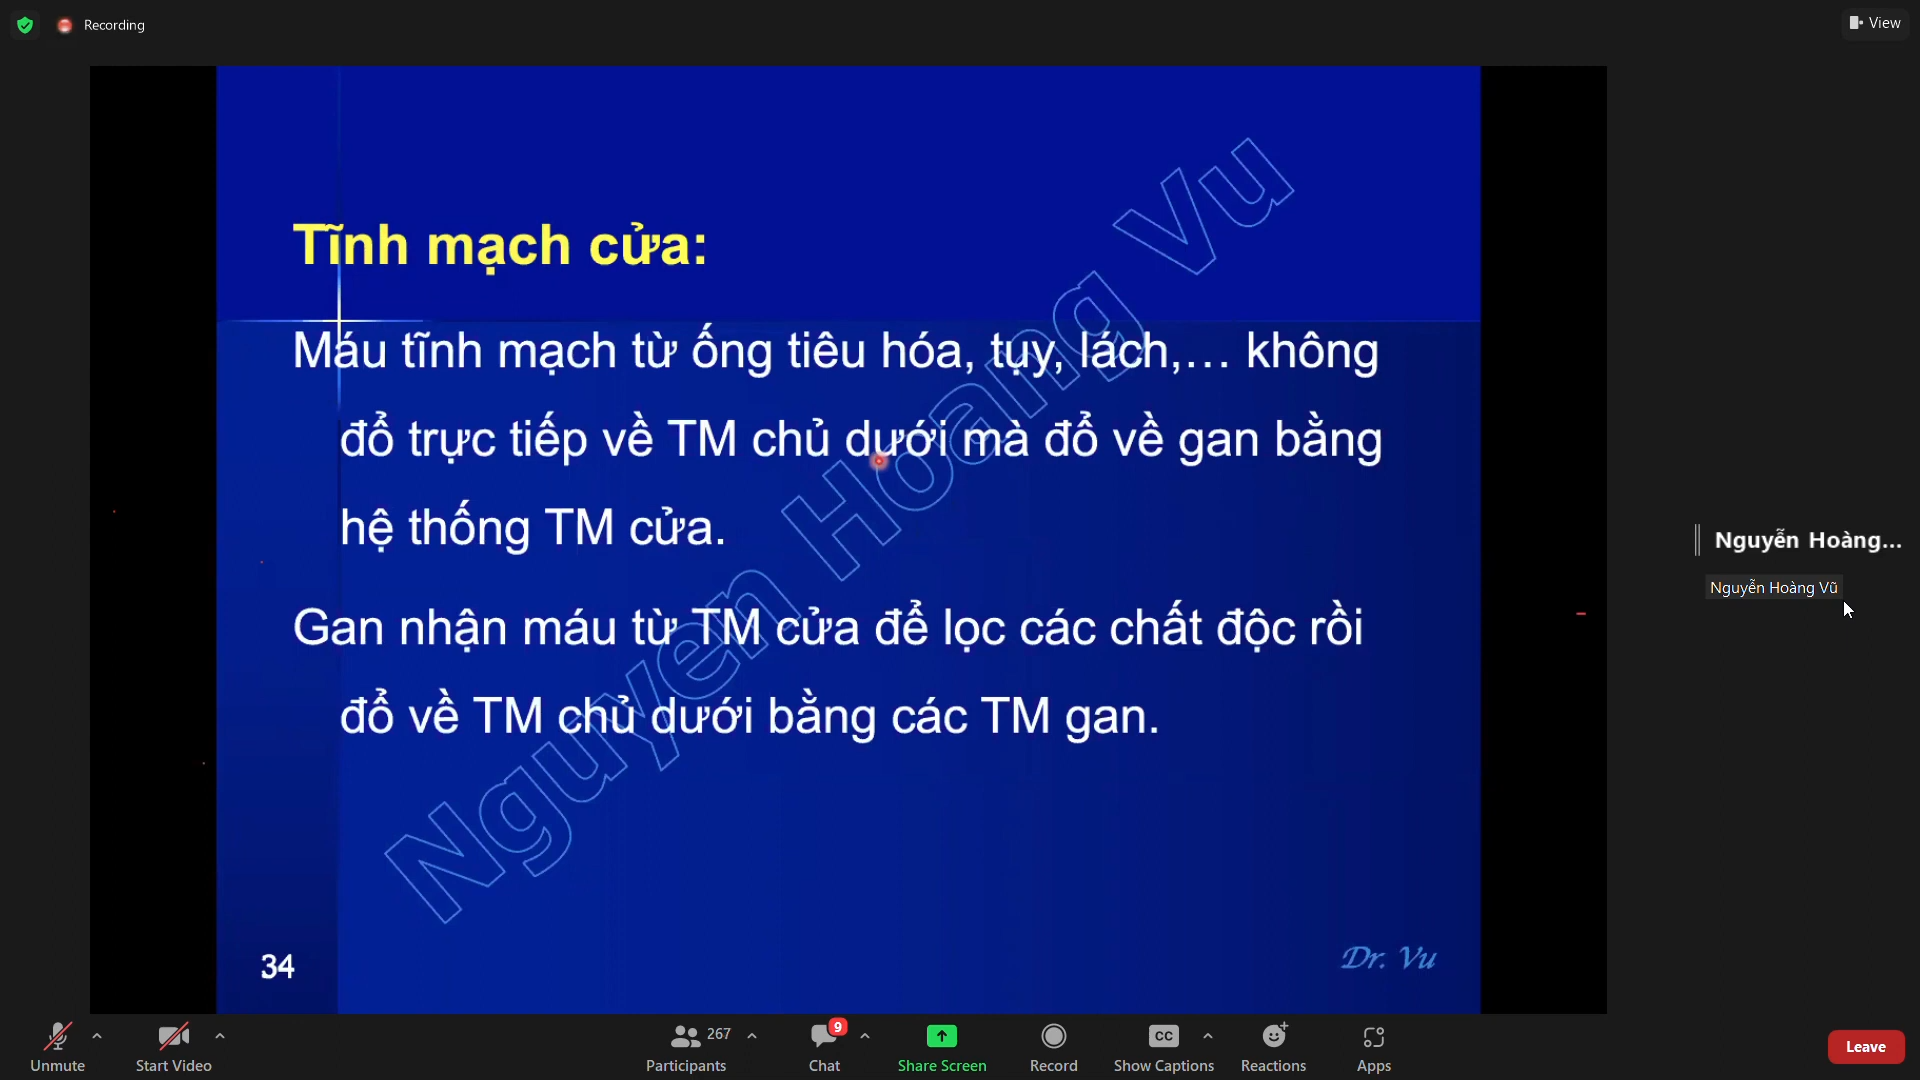 Recording
View
Tĩnh mạch cửa:
Máu tĩnh mạch từ ống tiêu hóa, tụy, lách,… không
đổ trực tiếp về TM chủ dưới mà đổ về gan bằng
hệ thống TM cửa.
Gan nhận máu từ TM cửa để lọc các chất độc rồi
đổ về TM chủ dưới bằng các TM gan.
Nguyen Hoang Vu
34
Dr. Vu
Nguyễn Hoàng...
Nguyễn Hoàng Vũ
Unmute
Start Video
267
Participants
9
Chat
Share Screen
Record
CC
Show Captions
Reactions
Apps
Leave